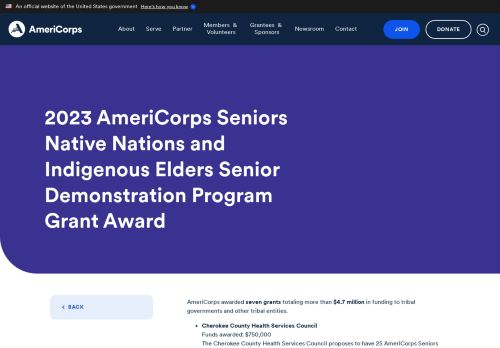 An official website of the United States government Here's how you know
AmeriCorps
About Serve Partner Members & Volunteers Grantees & Sponsors Newsroom Contact
JOIN
DONATE
2023 AmeriCorps Seniors
Native Nations and
Indigenous Elders Senior
Demonstration Program
Grant Award
BACK
AmeriCorps awarded seven grants totaling more than $4.7 million in funding to tribal
governments and other tribal entities.
• Cherokee County Health Services Council
Funds awarded: $750,000
The Cherokee County Health Services Council proposes to have 25 AmeriCorps Seniors